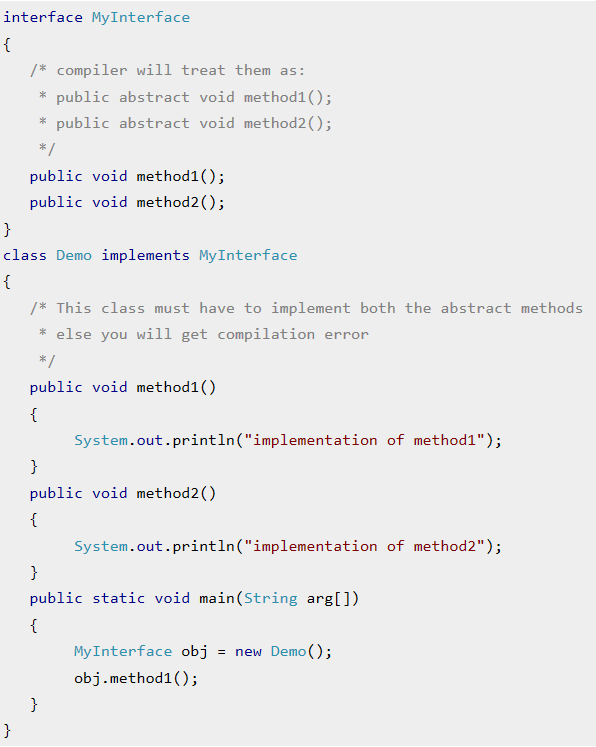 interface MyInterface
{
   /* compiler will treat them as:
    * public abstract void method1();
    * public abstract void method2();
    */
   public void method1();
   public void method2();
}
class Demo implements MyInterface
{
   /* This class must have to implement both the abstract methods
    * else you will get compilation error
    */
   public void method1()
   {
        System.out.println("implementation of method1");
   }
   public void method2()
   {
        System.out.println("implementation of method2");
   }
   public static void main(String arg[])
   {
        MyInterface obj = new Demo();
        obj.method1();
   }
}